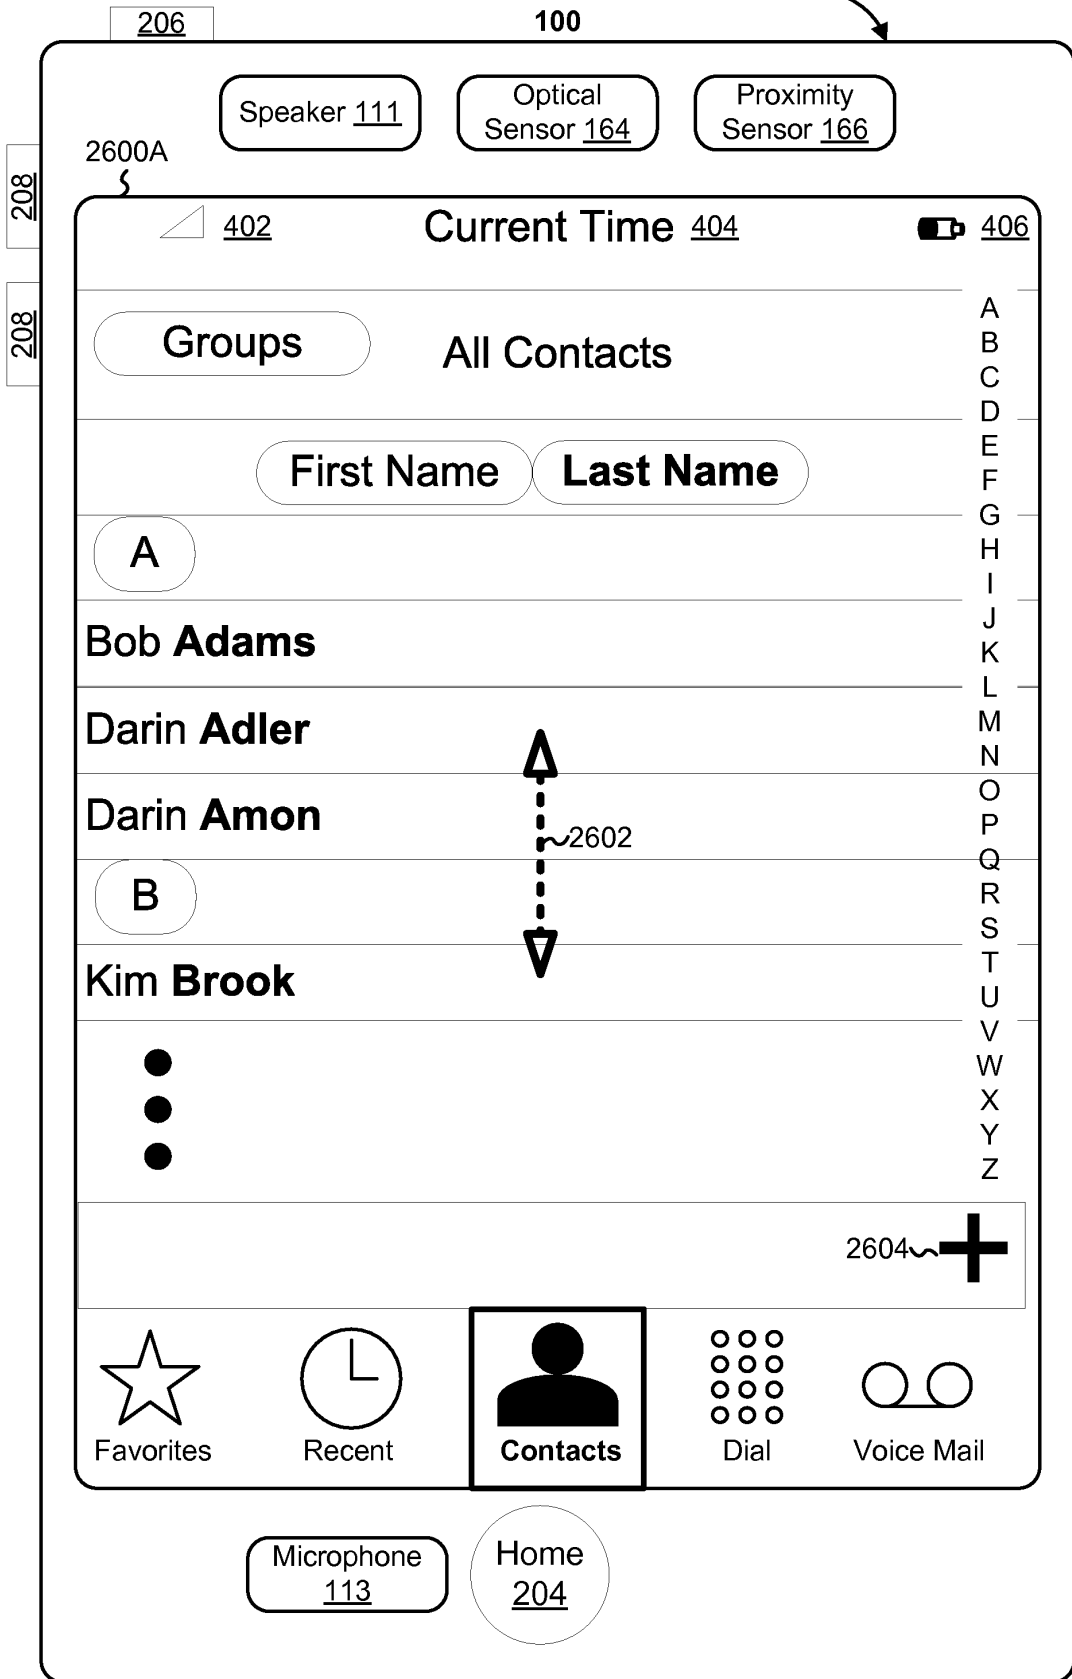 206
100
Speaker 111
Optical
Sensor 164
Proximity
Sensor 166
2600A
208
208
402
Current Time 404
406
Groups
All Contacts
First Name
Last Name
A
Bob Adams
Darin Adler
Darin Amon
2602
B
Kim Brook
A
B
C
D
E
F
G
H
I
J
K
L
M
N
O
P
Q
R
S
T
U
V
W
X
Y
Z
2604
Favorites
Recent
Contacts
Dial
Voice Mail
Microphone
113
Home
204